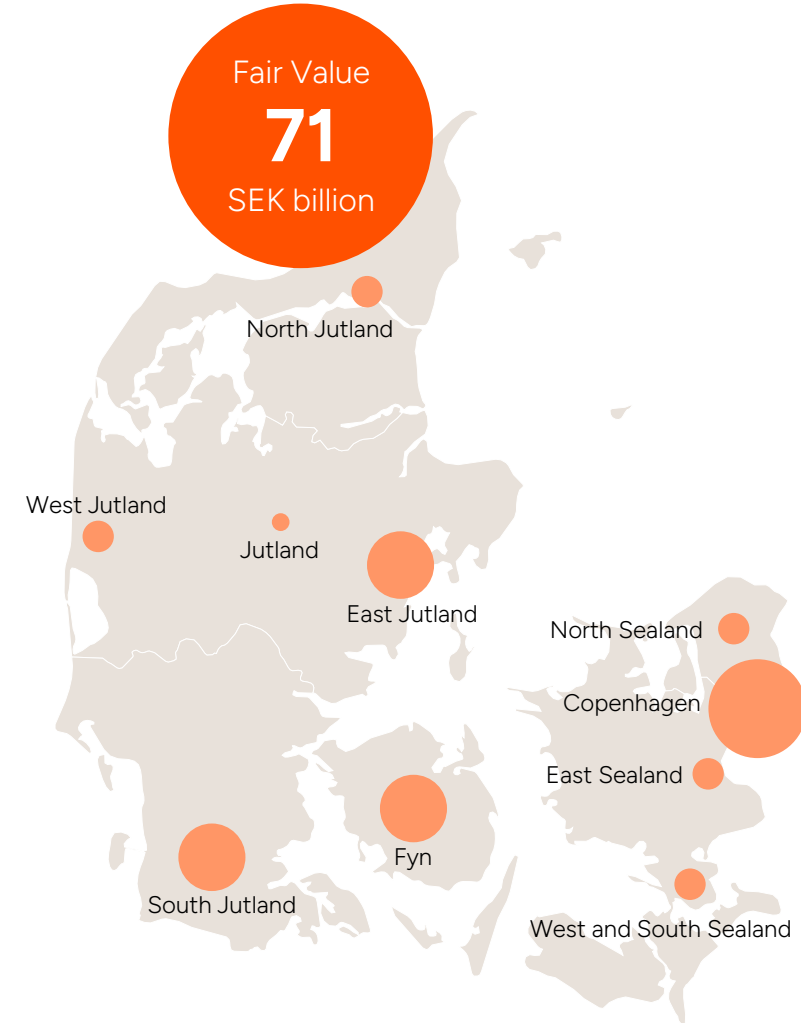 Fair Value
71
SEK billion
North Jutland
West Jutland
Jutland
East Jutland
North Sealand
Copenhagen
East Sealand
Fyn
South Jutland
West and South Sealand